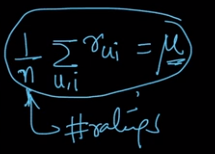 1/n Σ_{u,i} r_{ui} = μ
#ratings